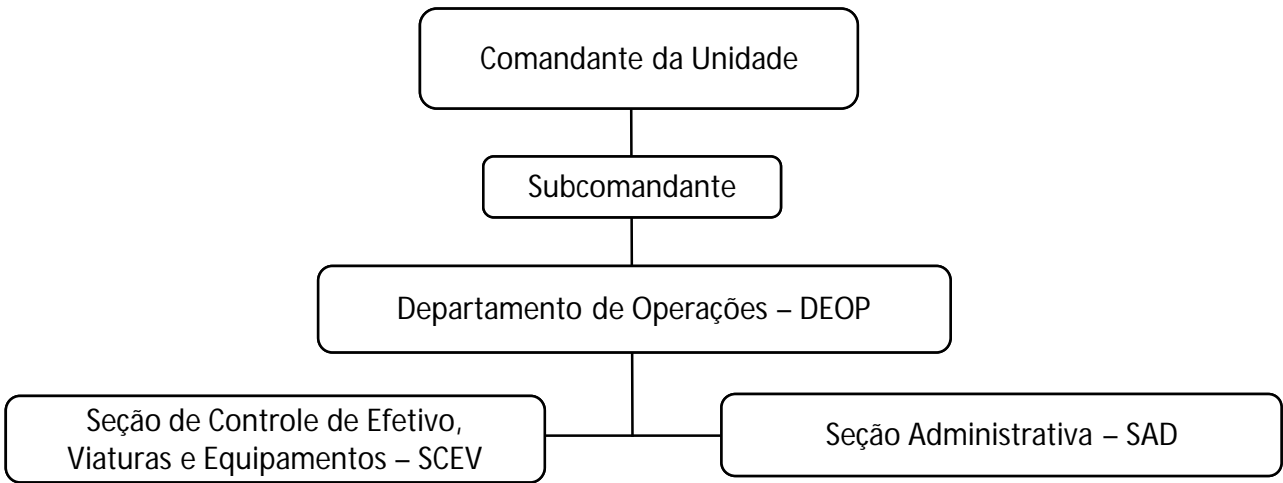 Comandante da Unidade
Subcomandante
Departamento de Operações – DEOP
Seção de Controle de Efetivo,
Viaturas e Equipamentos – SCEV
Seção Administrativa – SAD